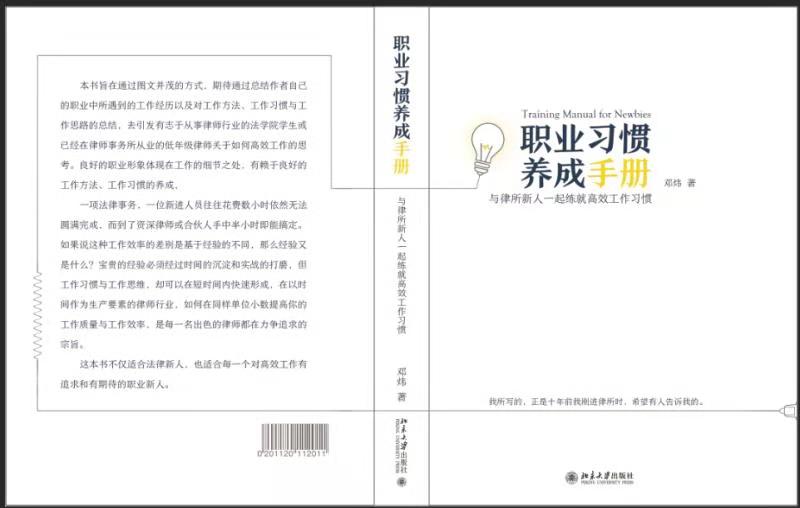 本书旨在通过图文并茂的方式，期待通过总结作者自己
的职业中所遇到的工作经历以及对工作方法、工作习惯与工
作思路的总结，去引发有志于从事律师行业的法学院学生或
已经在律师事务所从业的低年级律师关于如何高效工作的思
考。良好的职业形象体现在工作的细节之处，有赖于良好的
工作方法、工作习惯的养成，
一项法律事务，一位新进人员往往花费数小时依然无法
圆满完成，而到了资深律师或合伙人手中半小时即能搞定。
如果说这种工作效率的差别是基于经验的不同，那么经验又
是什么？宝贵的经验必须经过时间的沉淀和实战的打磨，但
工作习惯与工作思维，却可以在短时间内快速形成，在以时
间作为生产要素的律师行业，如何在同样单位小数提高你的
工作质量与工作效率，是每一名出色的律师都在力争追求的
宗旨。
这本书不仅适合法律新人，也适合每一个对高效工作有
追求和有期待的职业新人。
0201120112011
职业习惯养成手册
与律所新人一起练就高效工作习惯
邓炜 著
北京大学出版社
PEKING UNIVERSITY PRESS
Training Manual for Newbies
职业习惯
养成手册
邓炜 著
与律所新人一起练就高效工作习惯
我所写的，正是十年前我刚进律所时，希望有人告诉我的。
北京大学出版社
PEKING UNIVERSITY PRESS